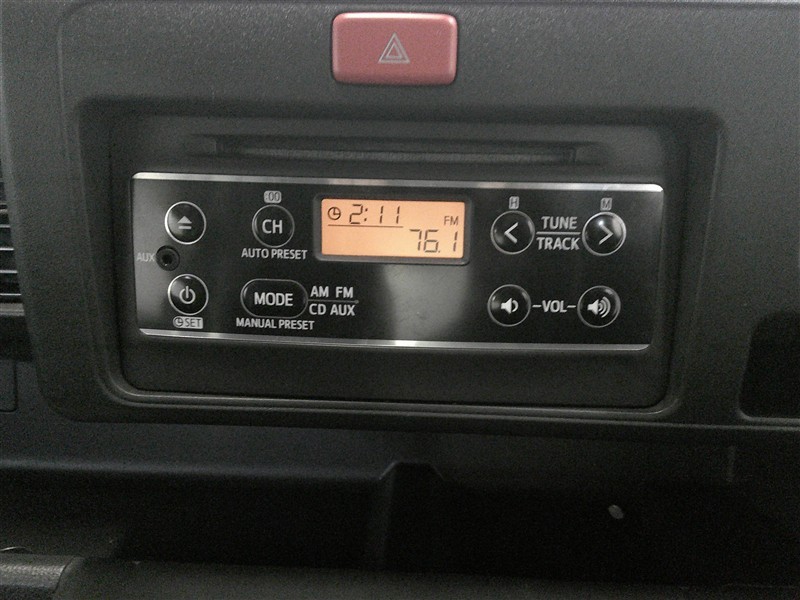 :00
H
M
CH
2:11
FM
76.1
TUNE
TRACK
AUX
AUTO PRESET
MODE
AM FM
CD AUX
VOL
SET
MANUAL PRESET